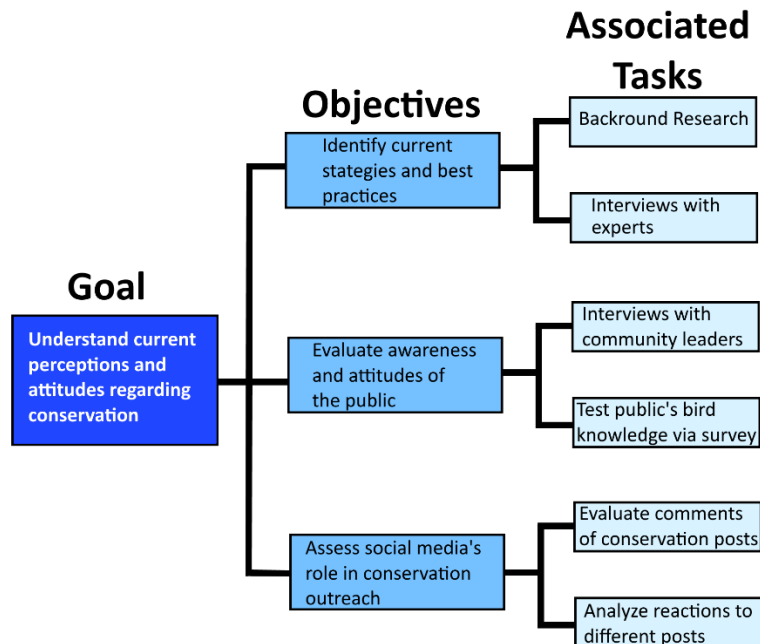 Associated
Tasks
Objectives
Backround Research
Identify current
stategies and best
practices
Interviews with
experts
Goal
Understand current
perceptions and
attitudes regarding
conservation
Evaluate awareness
and attitudes of
the public
Interviews with
community leaders
Test public's bird
knowledge via survey
Assess social media's
role in conservation
outreach
Evaluate comments
of conservation posts
Analyze reactions to
different posts